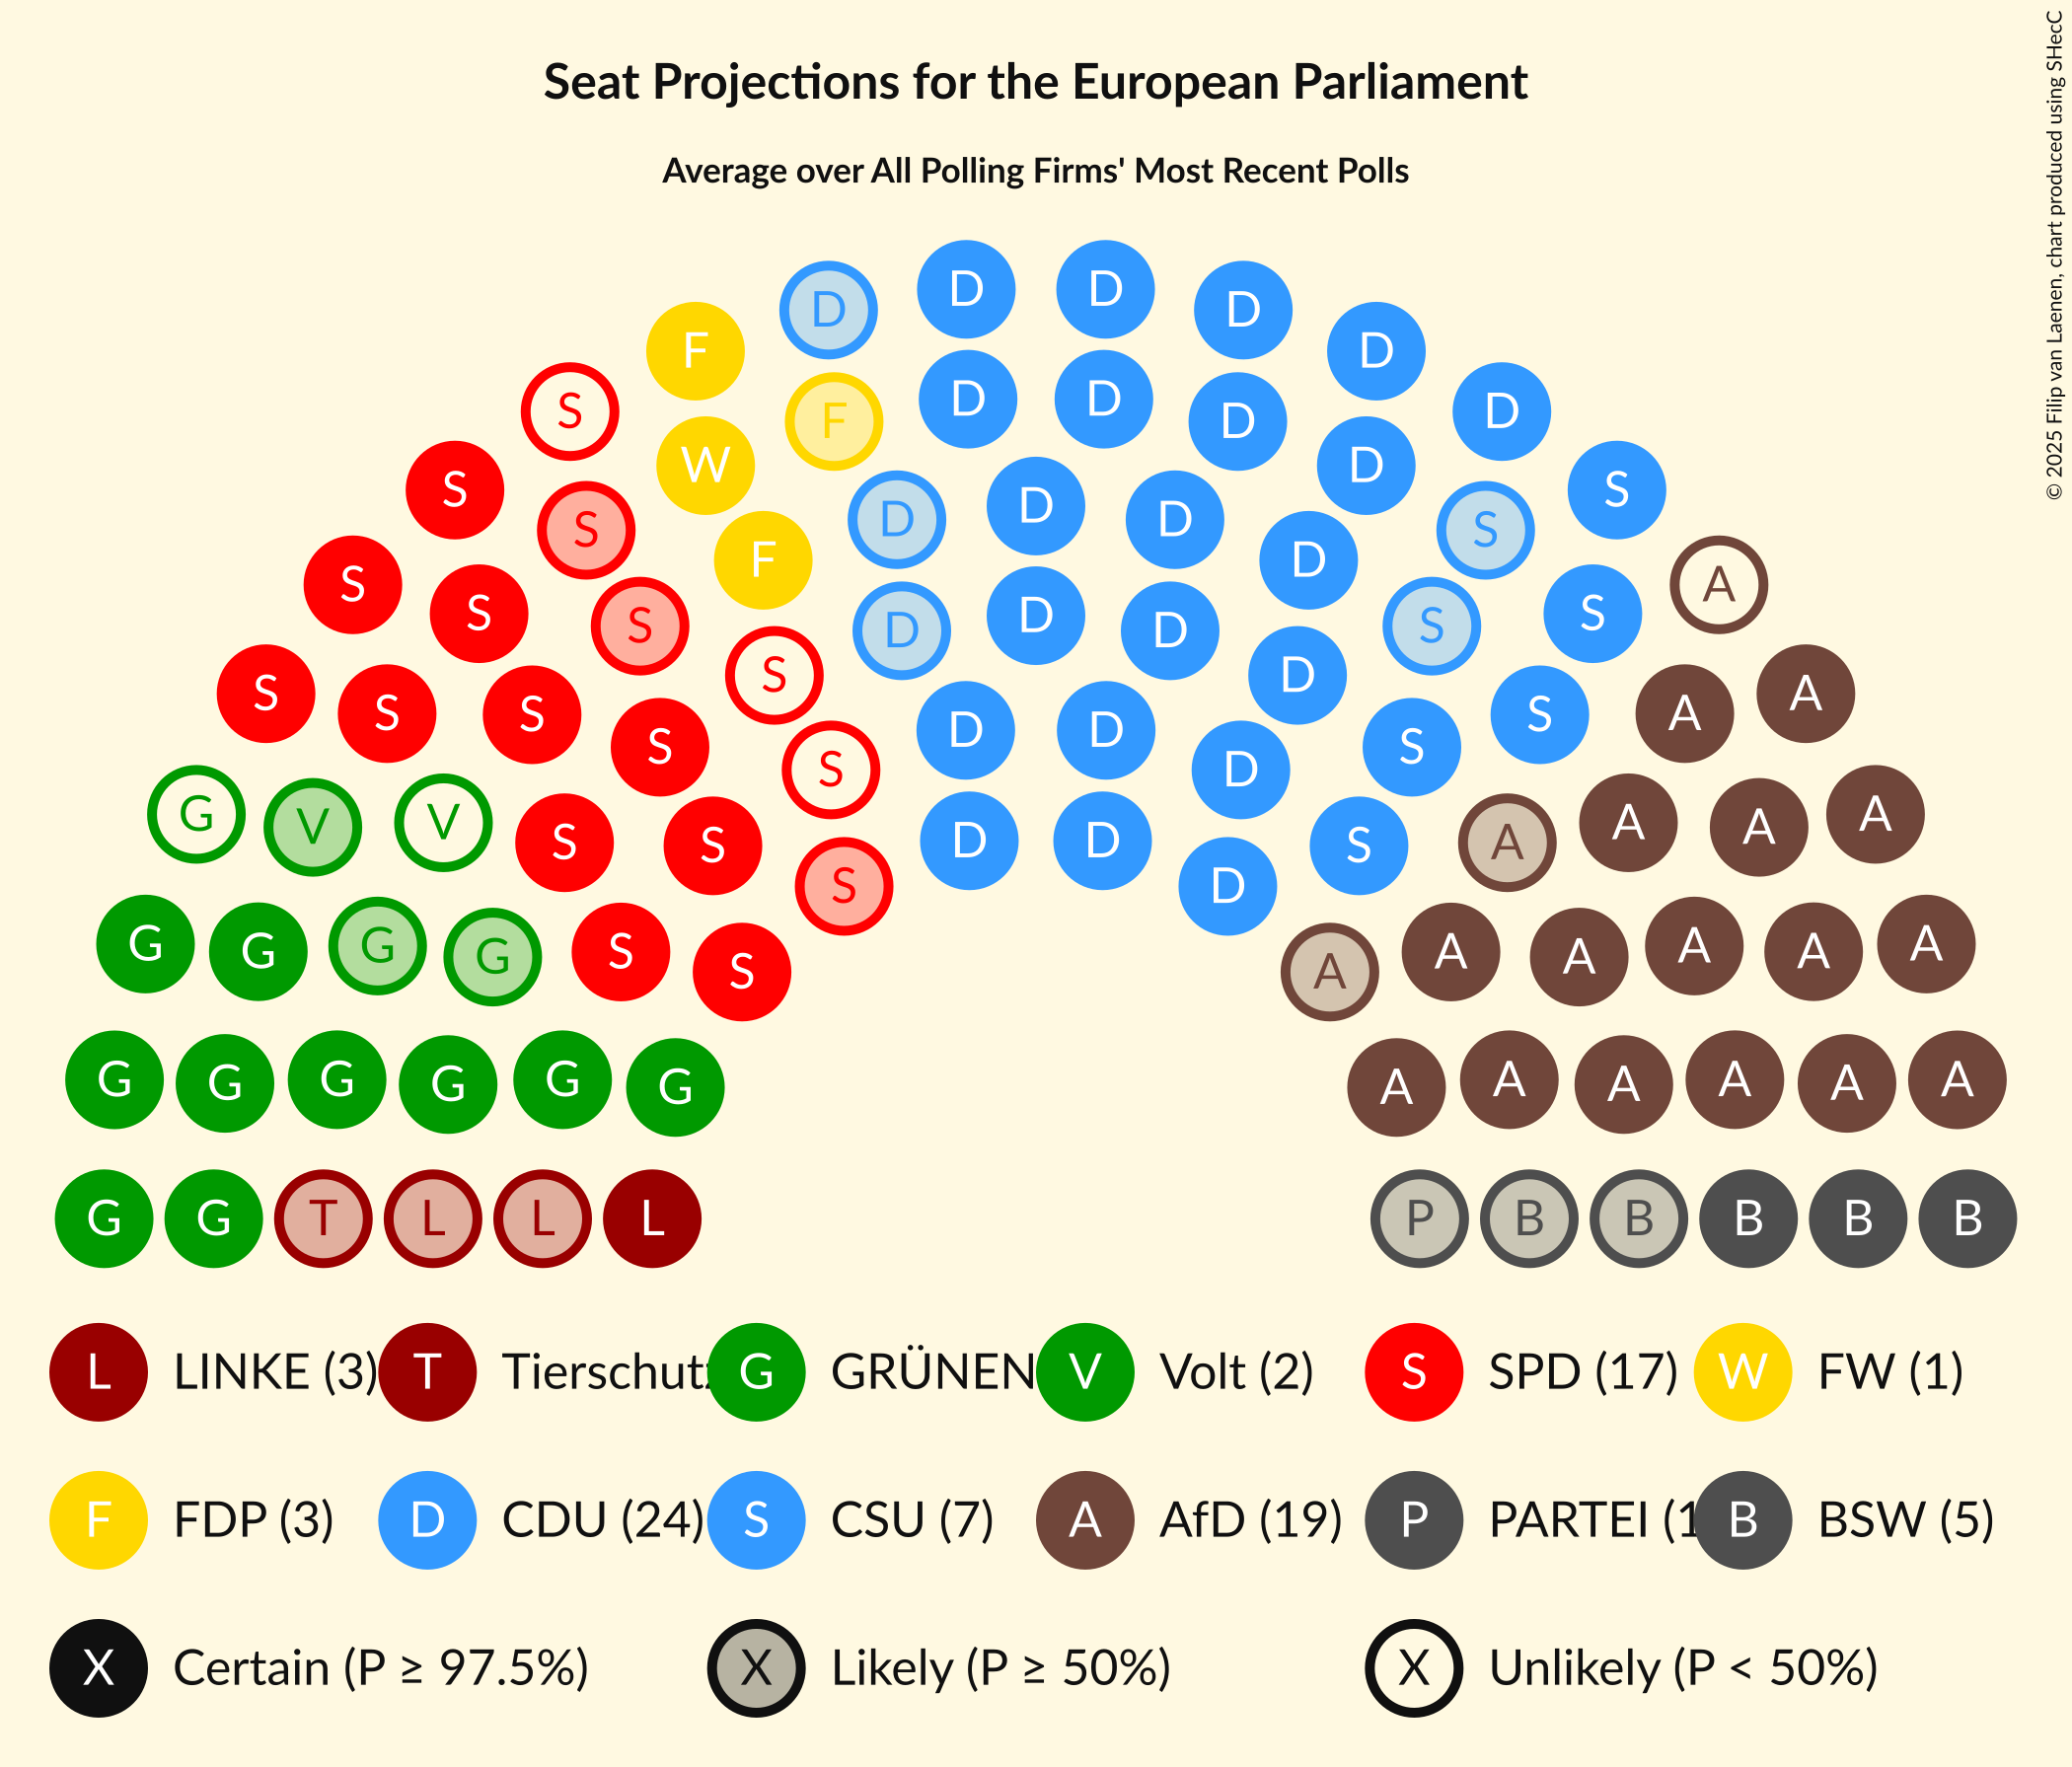 Seat Projections for the European Parliament
Average over All Polling Firms' Most Recent Polls
© 2025 Filip van Laenen, chart produced using SHecC
D D D D
F D D
S F D D D D
W D
S S D D D S S
F D S
S S S D D D S S A
S S S S D D D S S A A
G V V S S S D D D S A A A A
G G G G S S S D A A A A A A
G G G G G G A A A A A A
G G T L L L P B B B B B
L LINKE (3) T Tierschutz G GRÜNEN V Volt (2) S SPD (17) W FW (1)
F FDP (3) D CDU (24) S CSU (7) A AfD (19) P PARTEI (1 B BSW (5)
X Certain (P ≥ 97.5%) X Likely (P ≥ 50%) X Unlikely (P < 50%)